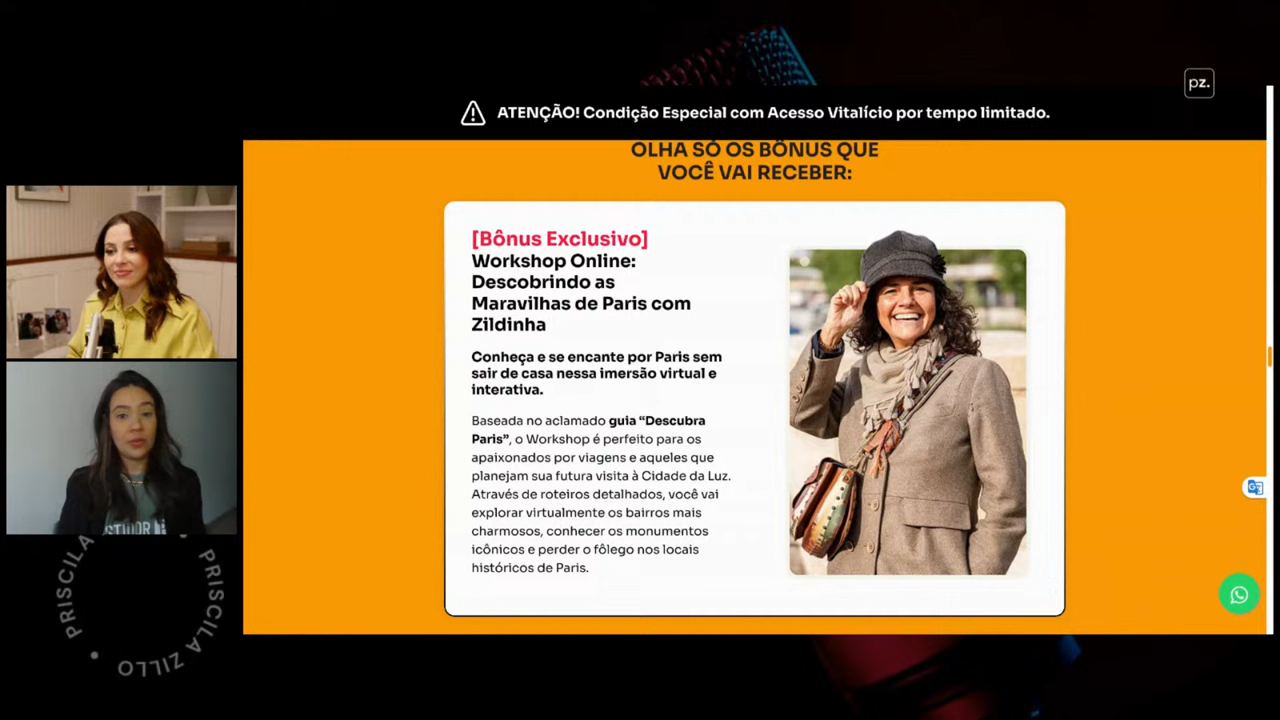 pz.
ATENÇÃO! Condição Especial com Acesso Vitalício por tempo limitado.
OLHA SÓ OS BÔNUS QUE
VOCÊ VAI RECEBER:
[Bônus Exclusivo]
Workshop Online:
Descobrindo as
Maravilhas de Paris com
Zildinha
Conheça e se encante por Paris sem
sair de casa nessa imersão virtual e
interativa.
Baseada no aclamado guia “Descubra
Paris”, o Workshop é perfeito para os
apaixonados por viagens e aqueles que
planejam sua futura visita à Cidade da Luz.
Através de roteiros detalhados, você vai
explorar virtualmente os bairros mais
charmosos, conhecer os monumentos
icônicos e perder o fôlego nos locais
históricos de Paris.
PRISCILA
PRISCILA ZILLO